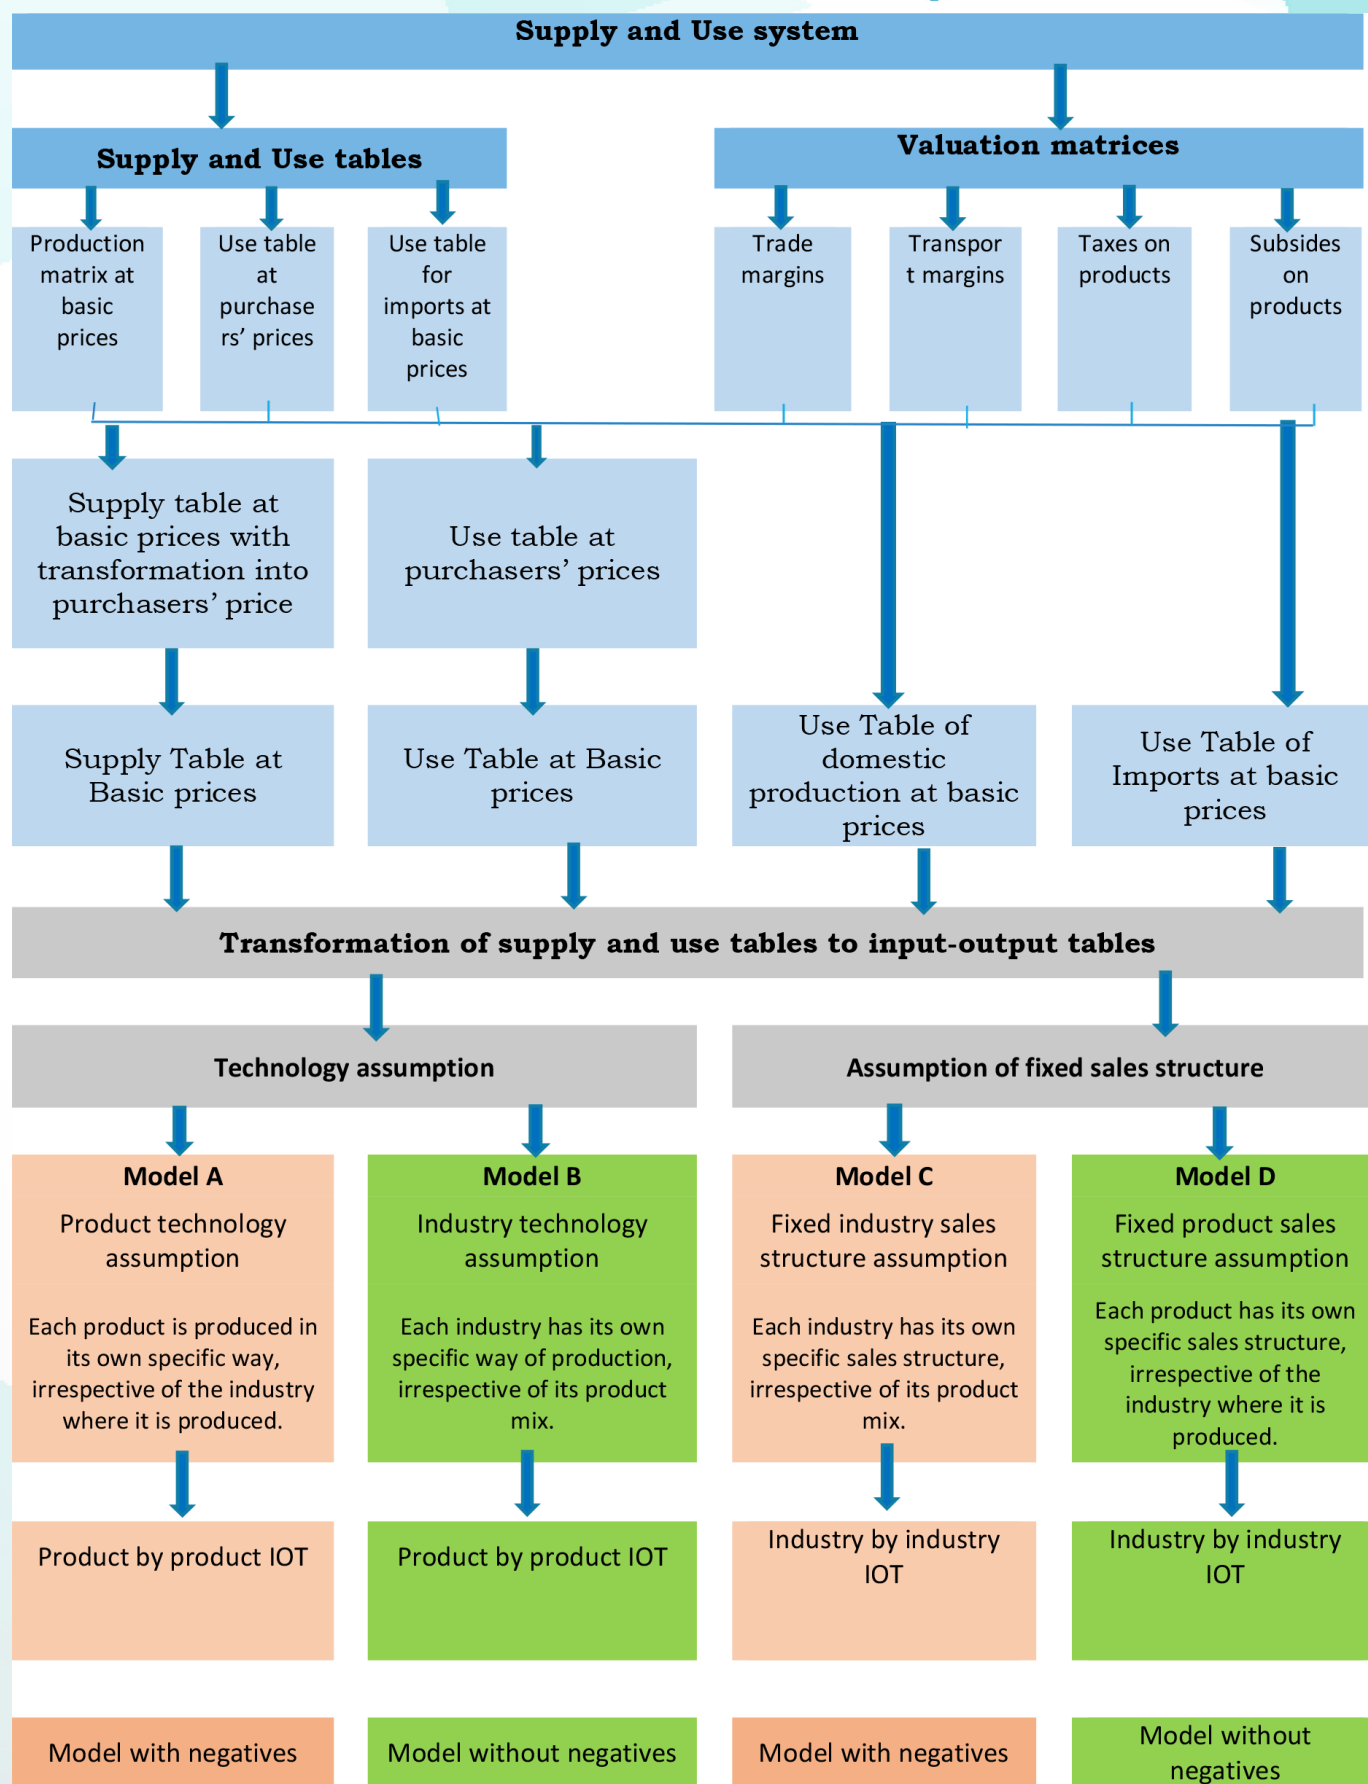 Supply and Use system
Supply and Use tables
Valuation matrices
Production
matrix at
basic
prices
Use table
at
purchase
rs’ prices
Use table
for
imports at
basic
prices
Trade
margins
Transpor
t margins
Taxes on
products
Subsides
on
products
Supply table at
basic prices with
transformation into
purchasers’ price
Use table at
purchasers’ prices
Supply Table at
Basic prices
Use Table at Basic
prices
Use Table of
domestic
production at basic
prices
Use Table of
Imports at basic
prices
Transformation of supply and use tables to input-output tables
Technology assumption
Assumption of fixed sales structure
Model A
Product technology
assumption
Each product is produced in
its own specific way,
irrespective of the industry
where it is produced.
Model B
Industry technology
assumption
Each industry has its own
specific way of production,
irrespective of its product
mix.
Model C
Fixed industry sales
structure assumption
Each industry has its own
specific sales structure,
irrespective of its product
mix.
Model D
Fixed product sales
structure assumption
Each product has its own
specific sales structure,
irrespective of the
industry where it is
produced.
Product by product IOT
Product by product IOT
Industry by industry
IOT
Industry by industry
IOT
Model with negatives
Model without negatives
Model with negatives
Model without
negatives